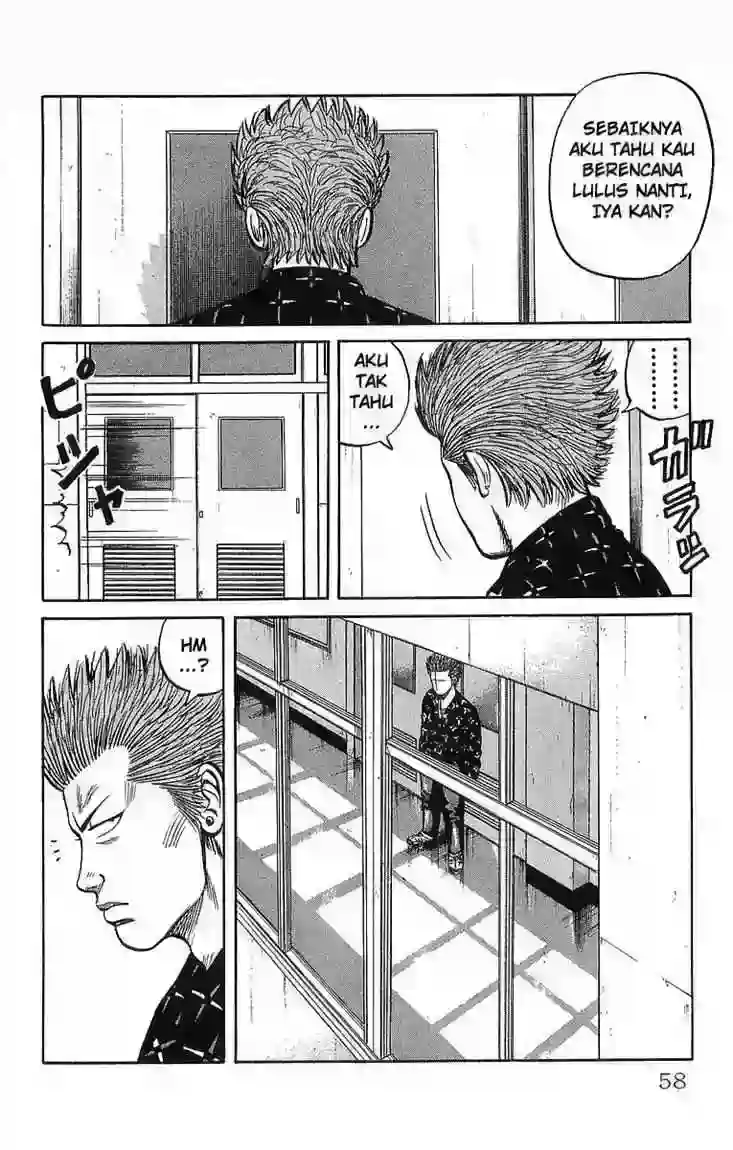 SEBAIKNYA
AKU TAHU KAU
BERENCANA
LULUS NANTI,
IYA KAN?
........
ガラッ
AKU
TAK
TAHU
...
ピシャ
HM
...?
58